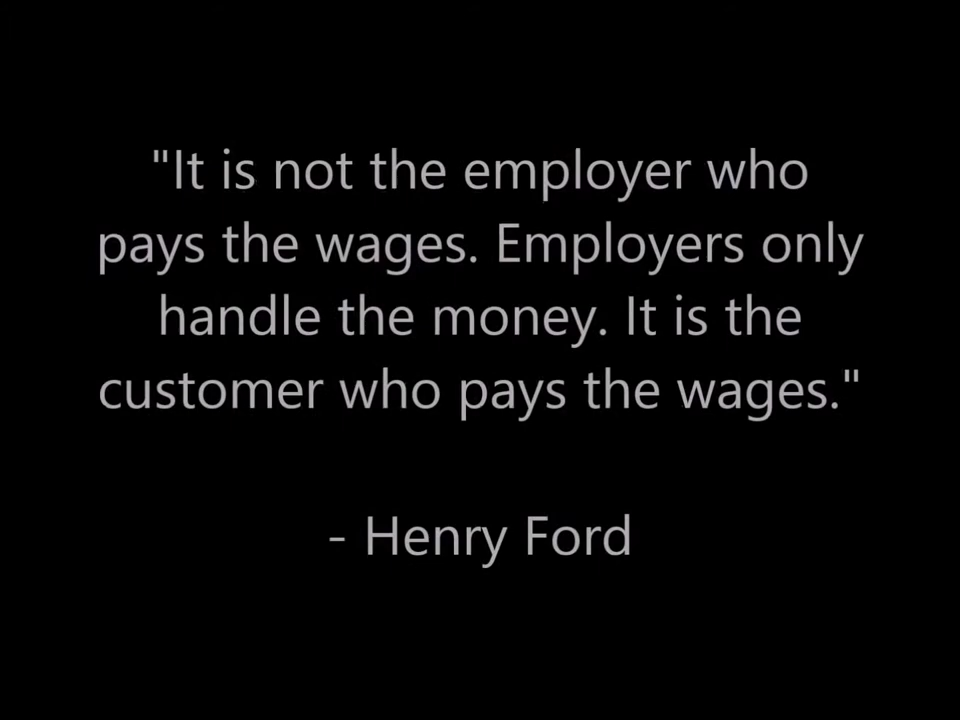 "It is not the employer who
pays the wages. Employers only
handle the money. It is the
customer who pays the wages."
- Henry Ford